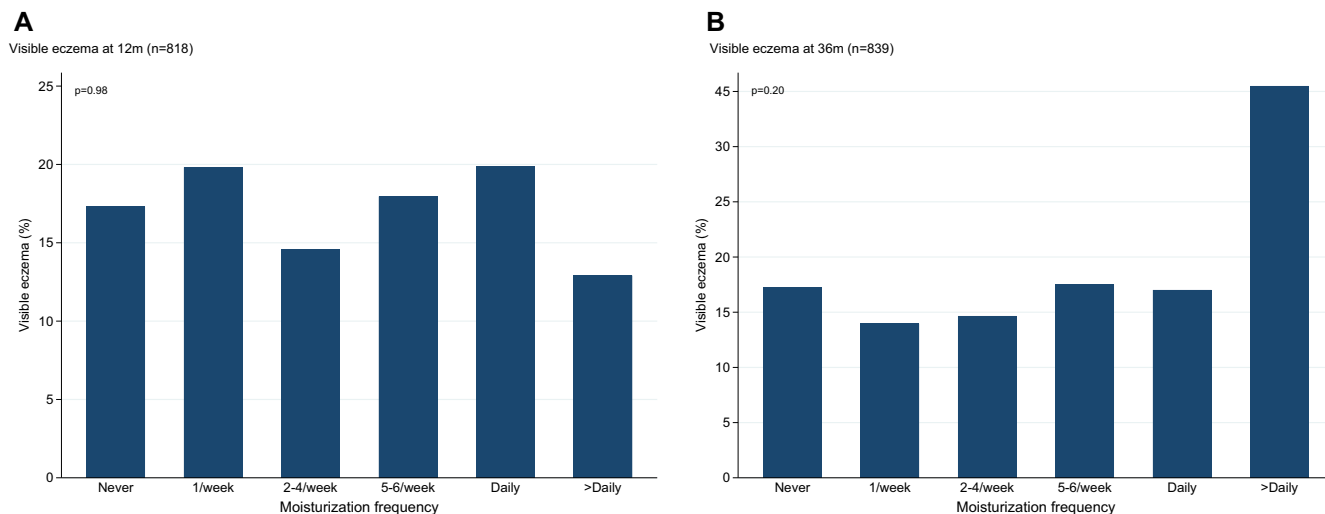 A
Visible eczema at 12m (n=818)
p=0.98
25
20
15
10
5
0
Visible eczema (%)
Never 1/week 2-4/week 5-6/week Daily >Daily
Moisturization frequency
B
Visible eczema at 36m (n=839)
p=0.20
45
30
25
20
15
10
5
0
Visible eczema (%)
Never 1/week 2-4/week 5-6/week Daily >Daily
Moisturization frequency